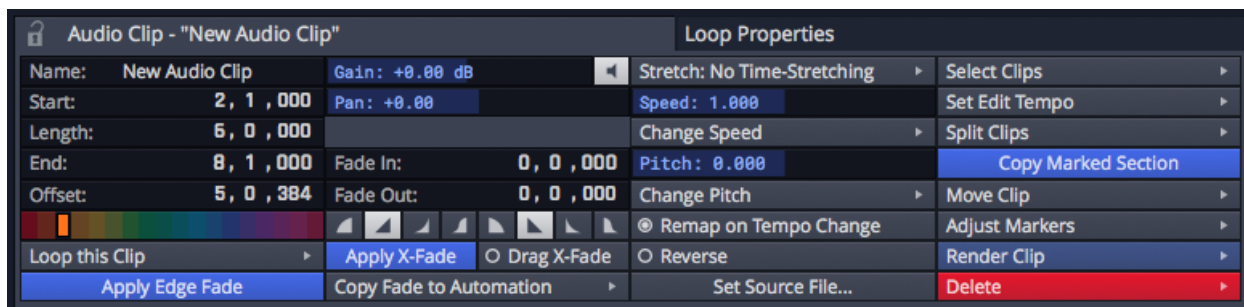 Audio Clip - "New Audio Clip"
Loop Properties
Name: New Audio Clip
Gain: +0.00 dB
Stretch: No Time-Stretching
Select Clips
Start: 2, 1 ,000
Pan: +0.00
Speed: 1.000
Set Edit Tempo
Length: 6, 0 ,000
Change Speed
Split Clips
End: 8, 1 ,000
Fade In: 0, 0 ,000
Pitch: 0.000
Copy Marked Section
Offset: 5, 0 ,384
Fade Out: 0, 0 ,000
Change Pitch
Move Clip
Remap on Tempo Change
Adjust Markers
Loop this Clip
Apply X-Fade
Drag X-Fade
Reverse
Render Clip
Apply Edge Fade
Copy Fade to Automation
Set Source File...
Delete